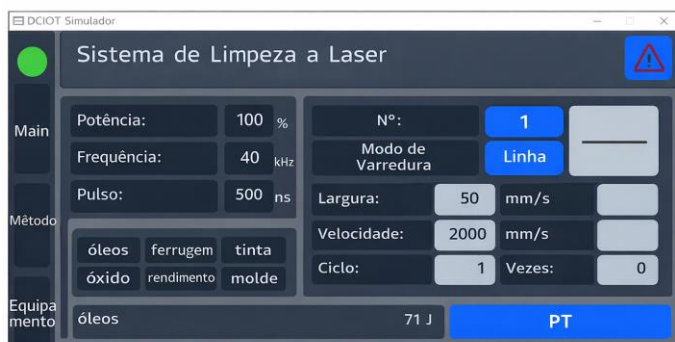 DCIOT Simulador
Sistema de Limpeza a Laser
Main
Mêtodo
Equipa
mento
Potência: 100 %
Frequência: 40 kHz
Pulso: 500 ns
óleos ferrugem tinta
óxido rendimento molde
Nº: 1
Modo de
Varredura
Linha
Largura: 50 mm/s
Velocidade: 2000 mm/s
Ciclo: 1 Vezes: 0
óleos 71 J
PT